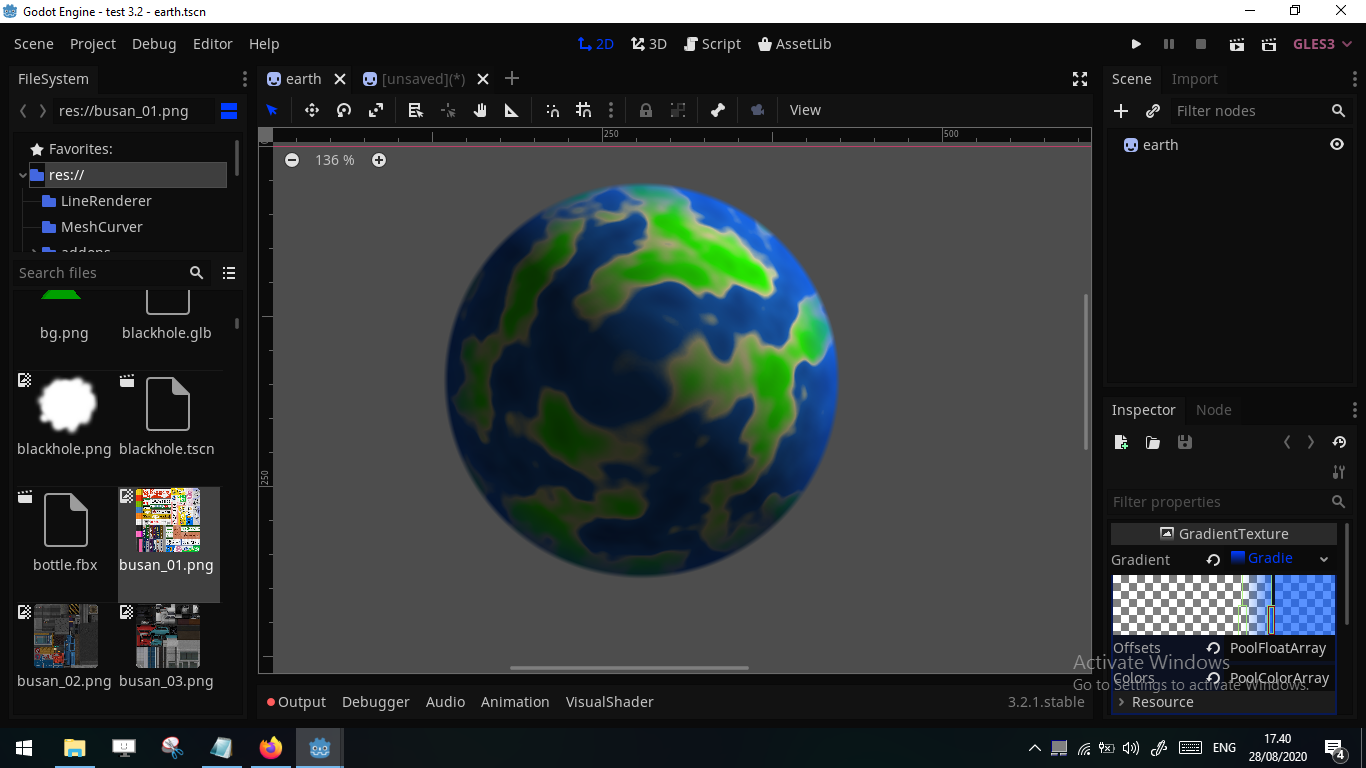 Godot Engine - test 3.2 - earth.tscn
Scene Project Debug Editor Help
2D 3D Script AssetLib
GLES3
FileSystem
res://busan_01.png
Favorites:
res://
LineRenderer
MeshCurver
addons
Search files
bg.png blackhole.glb
blackhole.png blackhole.tscn
bottle.fbx busan_01.png
busan_02.png busan_03.png
earth [unsaved](*)
View
250 500
136 %
250
Output Debugger Audio Animation VisualShader 3.2.1.stable
Scene Import
Filter nodes
earth
Inspector Node
Filter properties
GradientTexture
Gradient Gradie
Offsets PoolFloatArray
Colors PoolColorArray
Resource
Activate Windows
Go to Settings to activate Windows.
ENG
17.40
28/08/2020
4